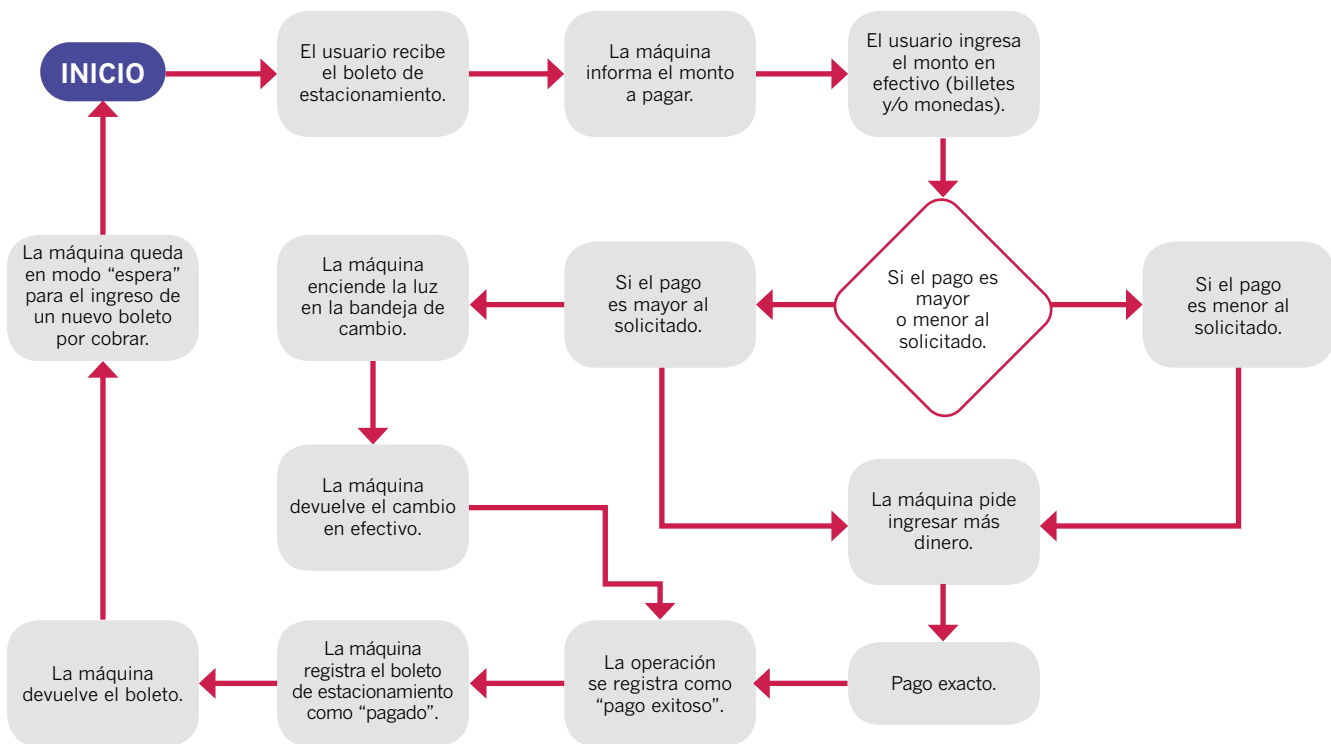 INICIO
El usuario recibe
el boleto de
estacionamiento.
La máquina
informa el monto
a pagar.
El usuario ingresa
el monto en
efectivo (billetes
y/o monedas).
Si el pago es
mayor
o menor al
solicitado.
Si el pago
es menor al
solicitado.
Si el pago
es mayor al
solicitado.
La máquina
enciende la luz
en la bandeja de
cambio.
La máquina
devuelve el cambio
en efectivo.
La máquina pide
ingresar más
dinero.
Pago exacto.
La operación
se registra como
“pago exitoso”.
La máquina
registra el boleto
de estacionamiento
como “pagado”.
La máquina
devuelve el boleto.
La máquina queda
en modo “espera”
para el ingreso de
un nuevo boleto
por cobrar.